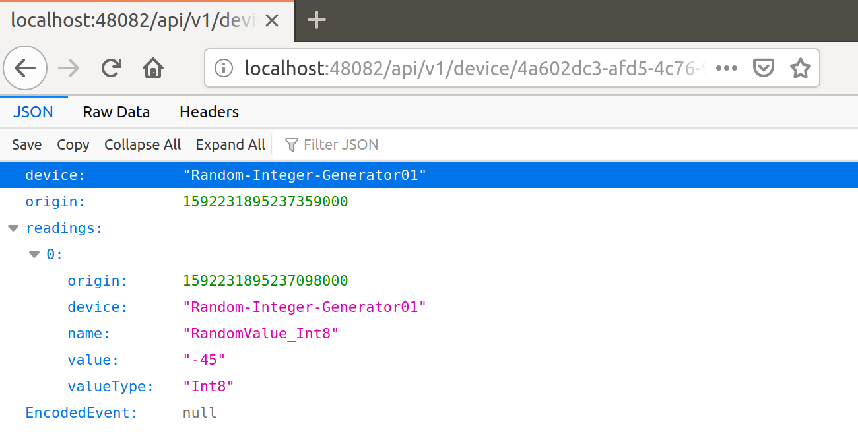 localhost:48082/api/v1/devi
localhost:48082/api/v1/device/4a602dc3-afd5-4c76-
JSON Raw Data Headers
Save Copy Collapse All Expand All Filter JSON
device: "Random-Integer-Generator01"
origin: 1592231895237359000
readings:
0:
origin: 1592231895237098000
device: "Random-Integer-Generator01"
name: "RandomValue_Int8"
value: "-45"
valueType: "Int8"
EncodedEvent: null